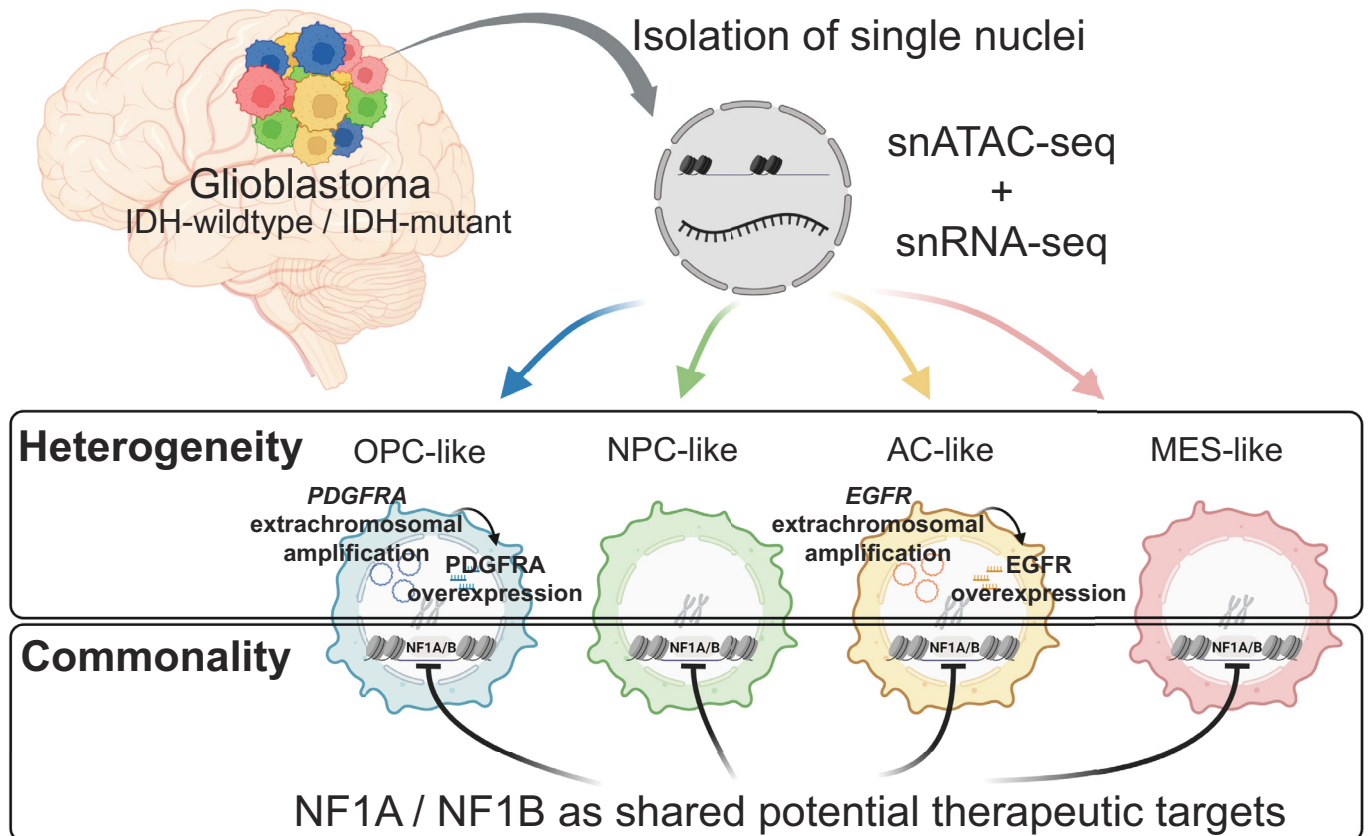 Isolation of single nuclei
snATAC-seq
+
snRNA-seq
Glioblastoma
IDH-wildtype / IDH-mutant
Heterogeneity
OPC-like
NPC-like
AC-like
MES-like
PDGFRA
extrachromosomal
amplification
PDGFRA
overexpression
EGFR
extrachromosomal
amplification
EGFR
overexpression
Commonality
NF1A/B
NF1A/B
NF1A/B
NF1A/B
NF1A / NF1B as shared potential therapeutic targets